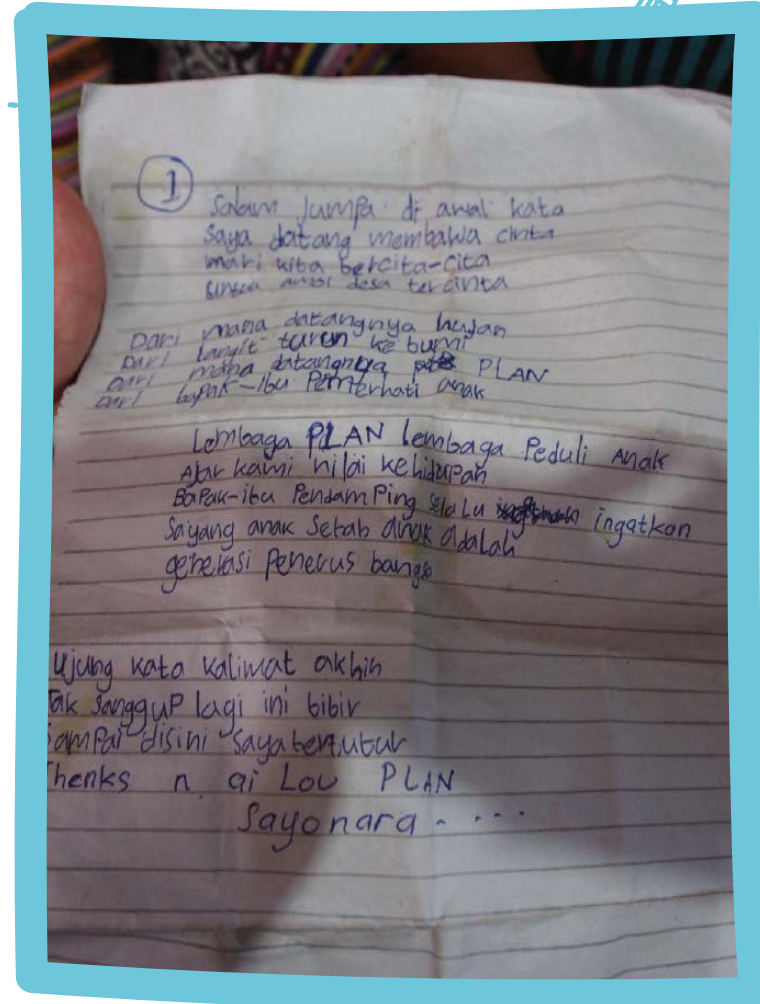 1
Salam Jumpa di awal kata
Saya datang membawa cinta
mari kita bercita-cita
desa tercinta
Dari mana datangnya hujan
Dari langit turun ke bumi
Dari mana datangnya PLAN
Dari bapak-ibu Pemerhati anak
Lembaga PLAN lembaga Peduli Anak
Ajar kami nilai kehidupan
Bapak-ibu Pendamping selalu ingatkan
Sayang anak Sebab anak adalah
generasi Penerus bangsa
Ujung kata kalimat akhir
Tak sanggup lagi ini bibir
Sampai disini Saya bertutur
Thenks n ai Lou PLAN
Sayonara - ...